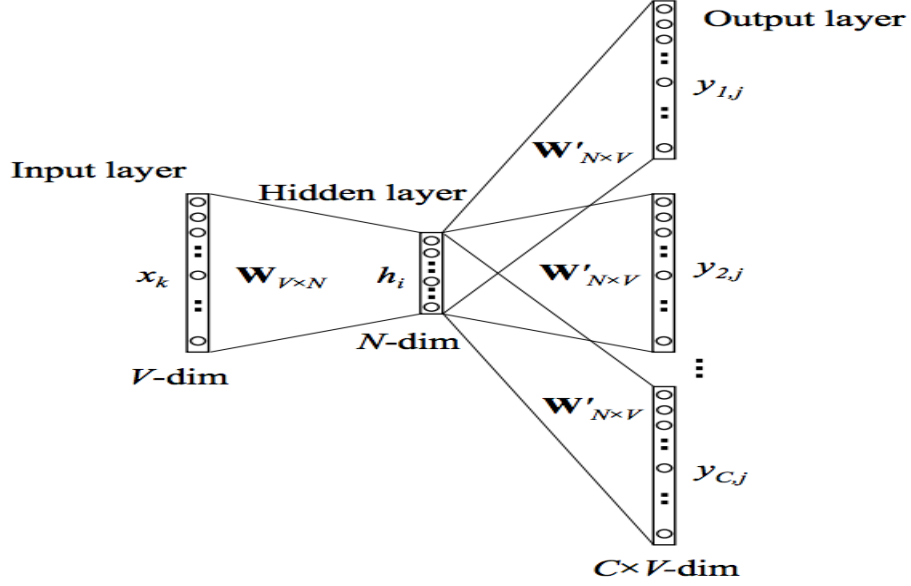 Output layer
y1,j
W'N×V
Input layer
Hidden layer
xk
WV×N
hi
W'N×V
y2,j
N-dim
V-dim
W'N×V
yC,j
C×V-dim